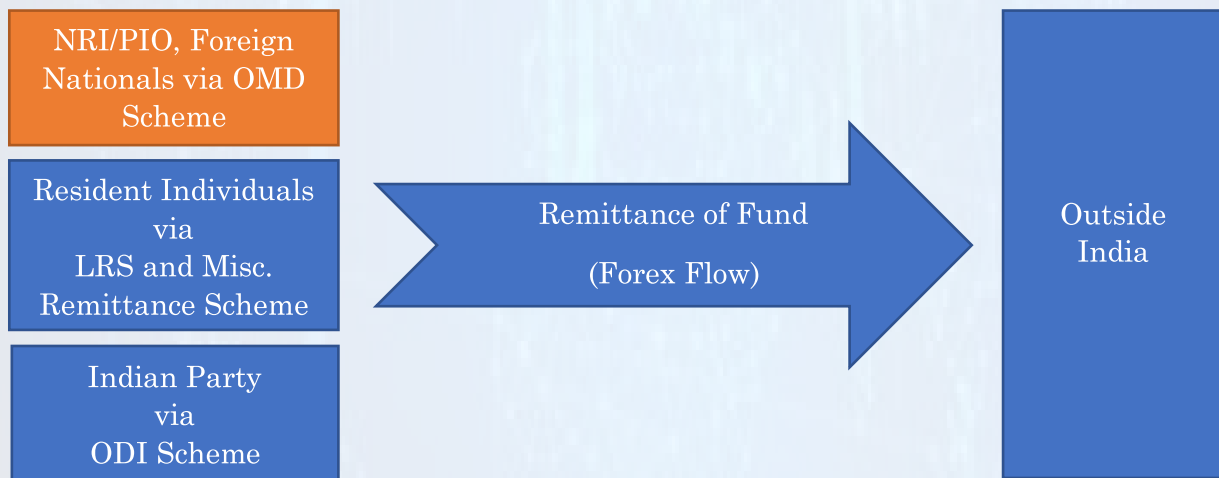 NRI/PIO, Foreign
Nationals via OMD
Scheme
Resident Individuals
via
LRS and Misc.
Remittance Scheme
Indian Party
via
ODI Scheme
Remittance of Fund
(Forex Flow)
Outside
India